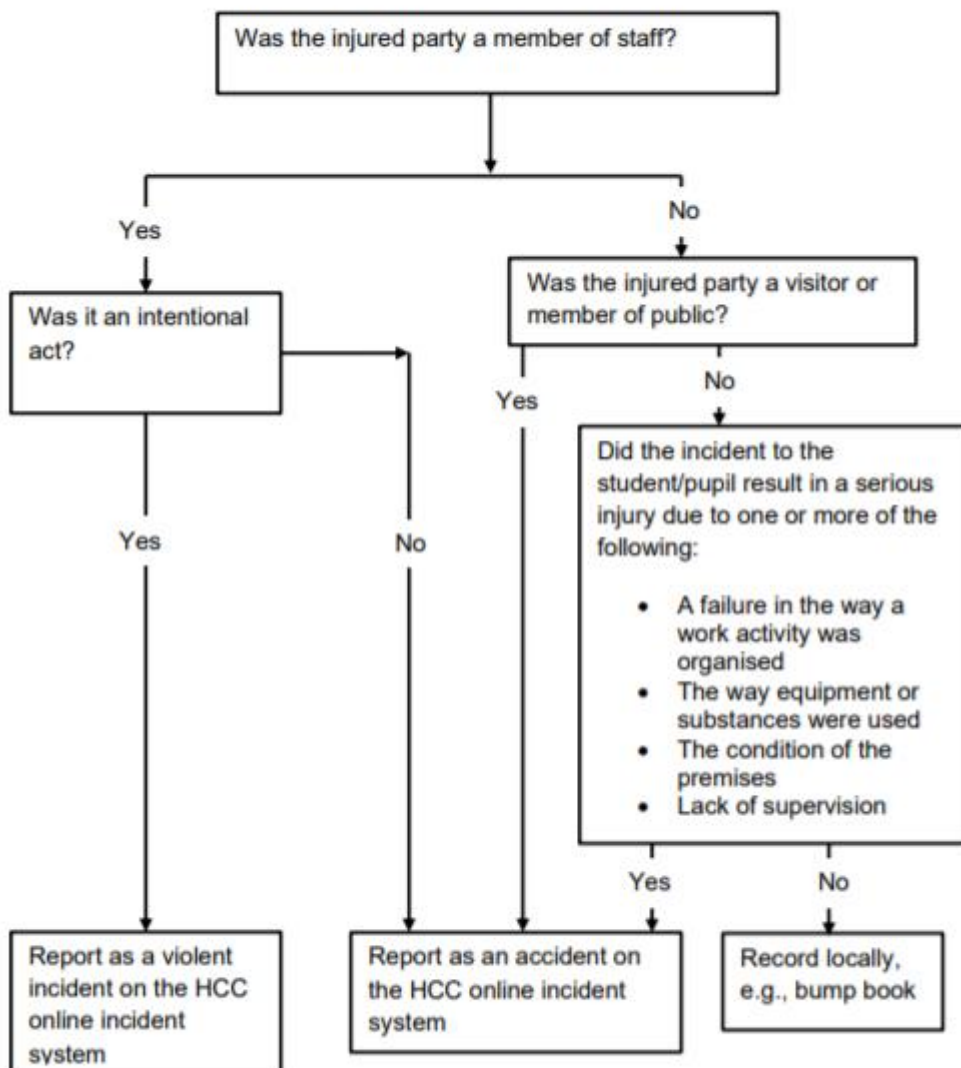 Was the injured party a member of staff?
Yes
No
Was it an intentional
act?
Was the injured party a visitor or
member of public?
Yes
No
Did the incident to the
student/pupil result in a serious
injury due to one or more of the
following:
• A failure in the way a
work activity was
organised
• The way equipment or
substances were used
• The condition of the
premises
• Lack of supervision
Yes
No
Yes
No
Report as a violent
incident on the HCC
online incident
system
Report as an accident on
the HCC online incident
system
Record locally,
e.g., bump book